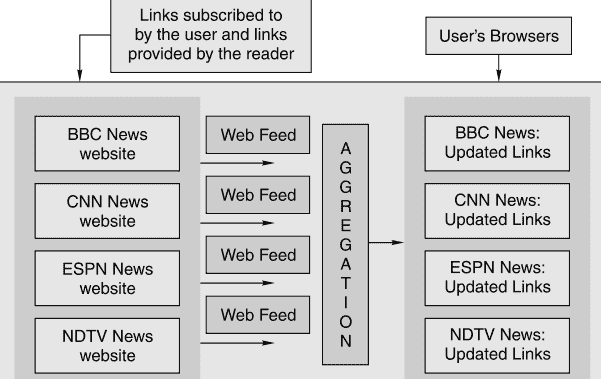 Links subscribed to
by the user and links
provided by the reader
User's Browsers
BBC News
website
CNN News
website
ESPN News
website
NDTV News
website
Web Feed
Web Feed
Web Feed
Web Feed
AGGREGATION
BBC News:
Updated Links
CNN News:
Updated Links
ESPN News:
Updated Links
NDTV News:
Updated Links